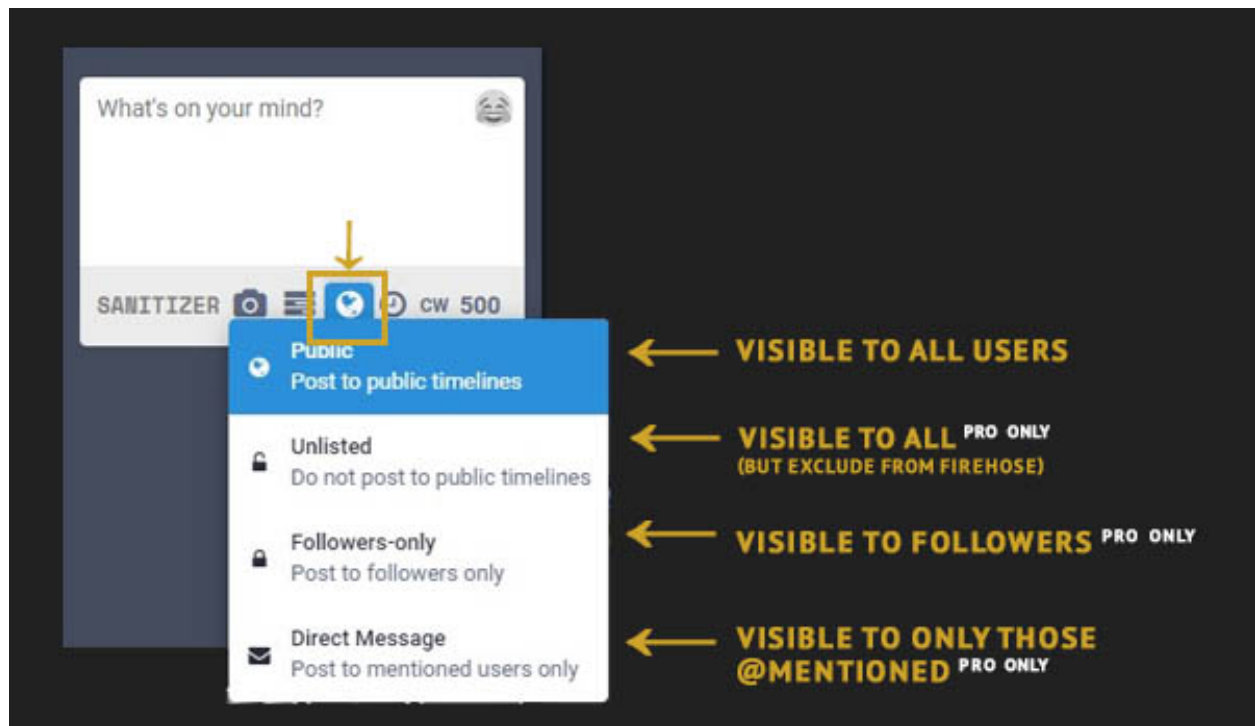 What's on your mind?
SANITIZER CW 500
Public
Post to public timelines
VISIBLE TO ALL USERS
Unlisted
Do not post to public timelines
VISIBLE TO ALL PRO ONLY
(BUT EXCLUDE FROM FIREHOSE)
Followers-only
Post to followers only
VISIBLE TO FOLLOWERS PRO ONLY
Direct Message
Post to mentioned users only
VISIBLE TO ONLY THOSE
@MENTIONED PRO ONLY